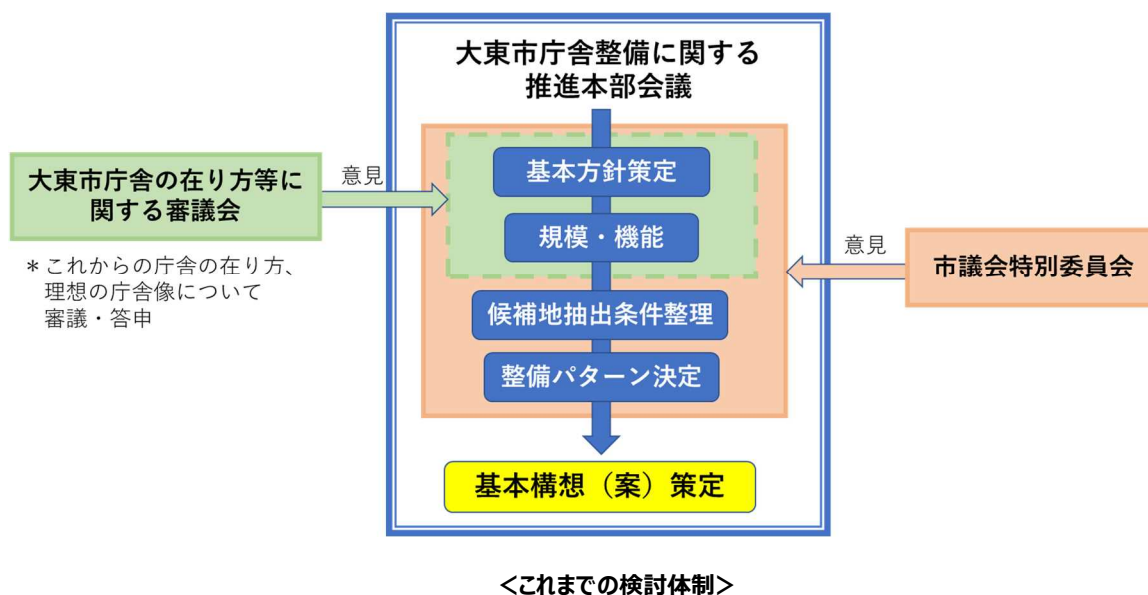 大東市庁舎整備に関する
推進本部会議
基本方針策定
規模・機能
候補地抽出条件整理
整備パターン決定
基本構想（案）策定
大東市庁舎の在り方等に
関する審議会
意見
＊これからの庁舎の在り方、
理想の庁舎像について
審議・答申
意見
市議会特別委員会
＜これまでの検討体制＞